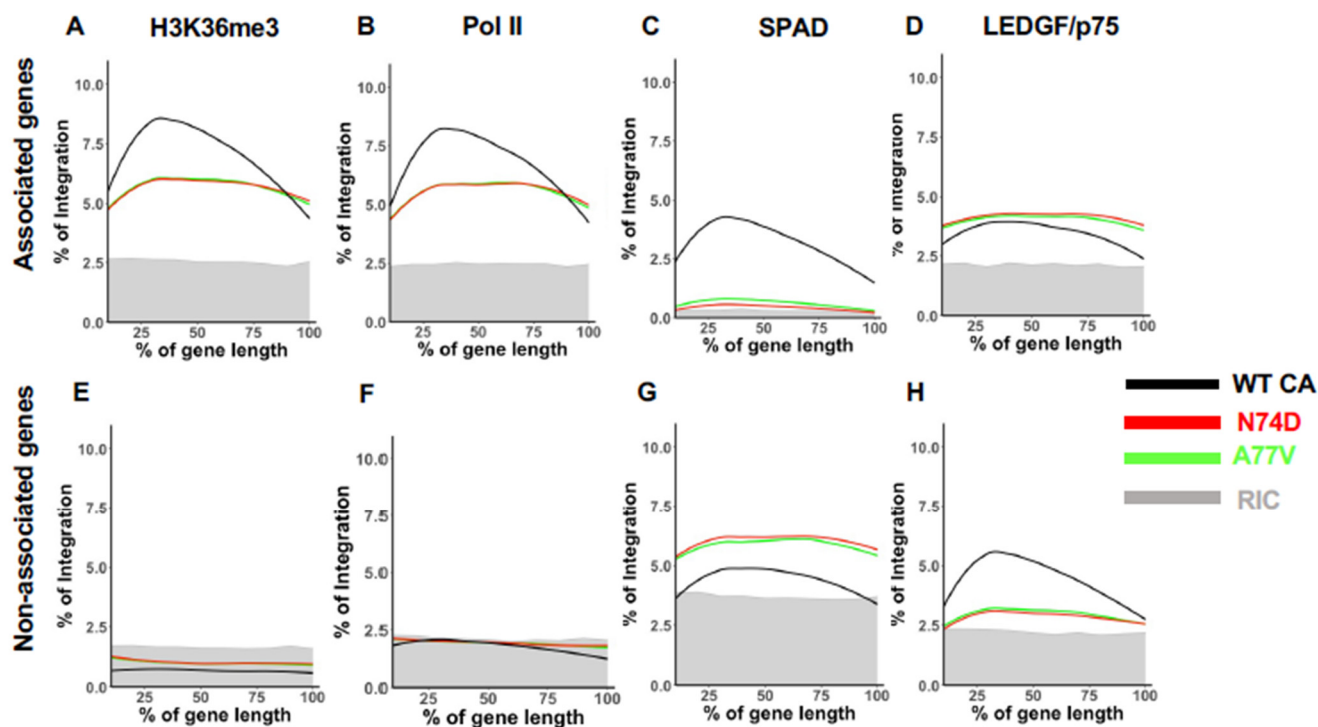 A H3K36me3
B Pol II
C SPAD
D LEDGF/p75
Associated genes
% of Integration
10.0
7.5
5.0
2.5
0.0
25 50 75 100
% of gene length
% of Integration
10.0
7.5
5.0
2.5
0.0
25 50 75 100
% of gene length
% of Integration
10.0
7.5
5.0
2.5
0.0
25 50 75 100
% of gene length
% or Integration
10.0
7.5
5.0
2.5
0.0
25 50 75 100
% of gene length
Non-associated genes
E
% of Integration
10.0
7.5
5.0
2.5
0.0
25 50 75 100
% of gene length
F
% of Integration
10.0
7.5
5.0
2.5
0.0
25 50 75 100
% of gene length
G
% of Integration
10.0
7.5
5.0
2.5
0.0
25 50 75 100
% of gene length
H
% of Integration
10.0
7.5
5.0
2.5
0.0
25 50 75 100
% of gene length
WT CA
N74D
A77V
RIC